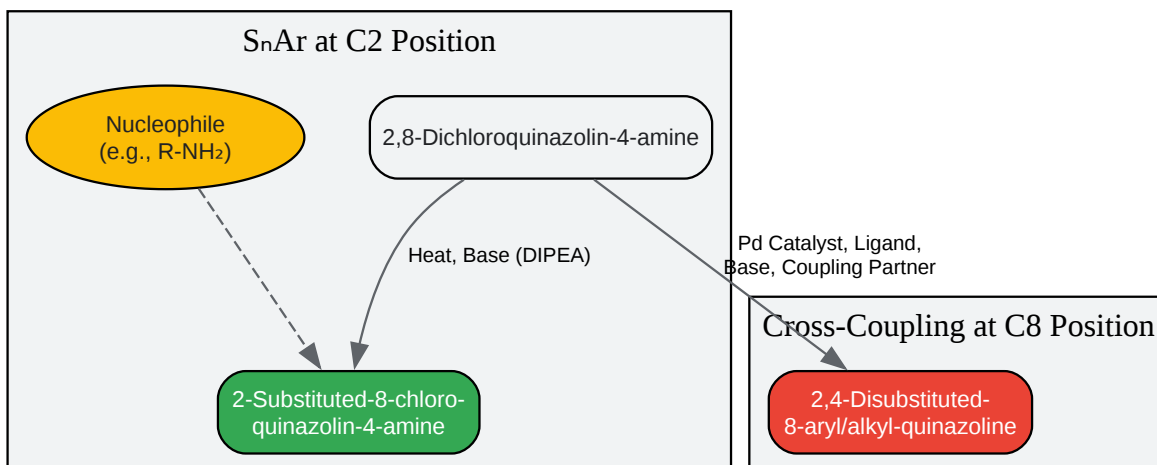 SₙAr at C2 Position
Nucleophile
(e.g., R-NH₂)
2,8-Dichloroquinazolin-4-amine
Heat, Base (DIPEA)
Pd Catalyst, Ligand,
Base, Coupling Partner
Cross-Coupling at C8 Position
2-Substituted-8-chloro-
quinazolin-4-amine
2,4-Disubstituted-
8-aryl/alkyl-quinazoline